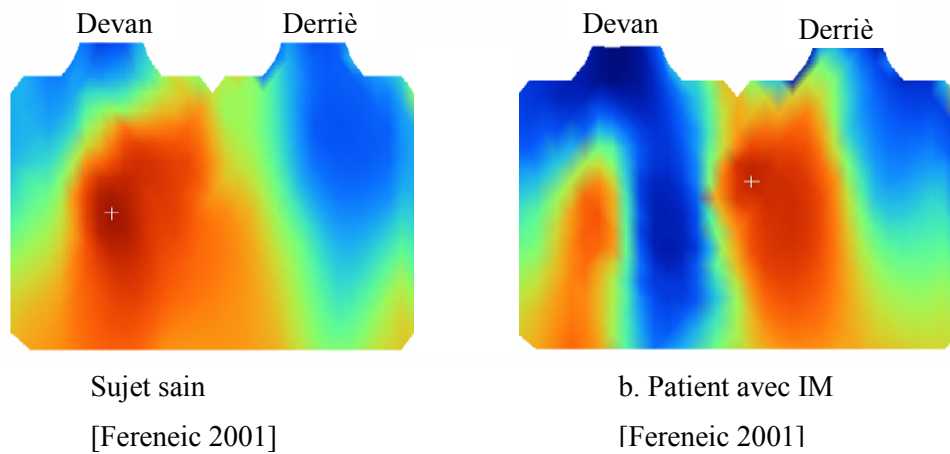 Devan Derriè
Devan Derriè
Sujet sain
[Fereneic 2001]
b. Patient avec IM
[Fereneic 2001]